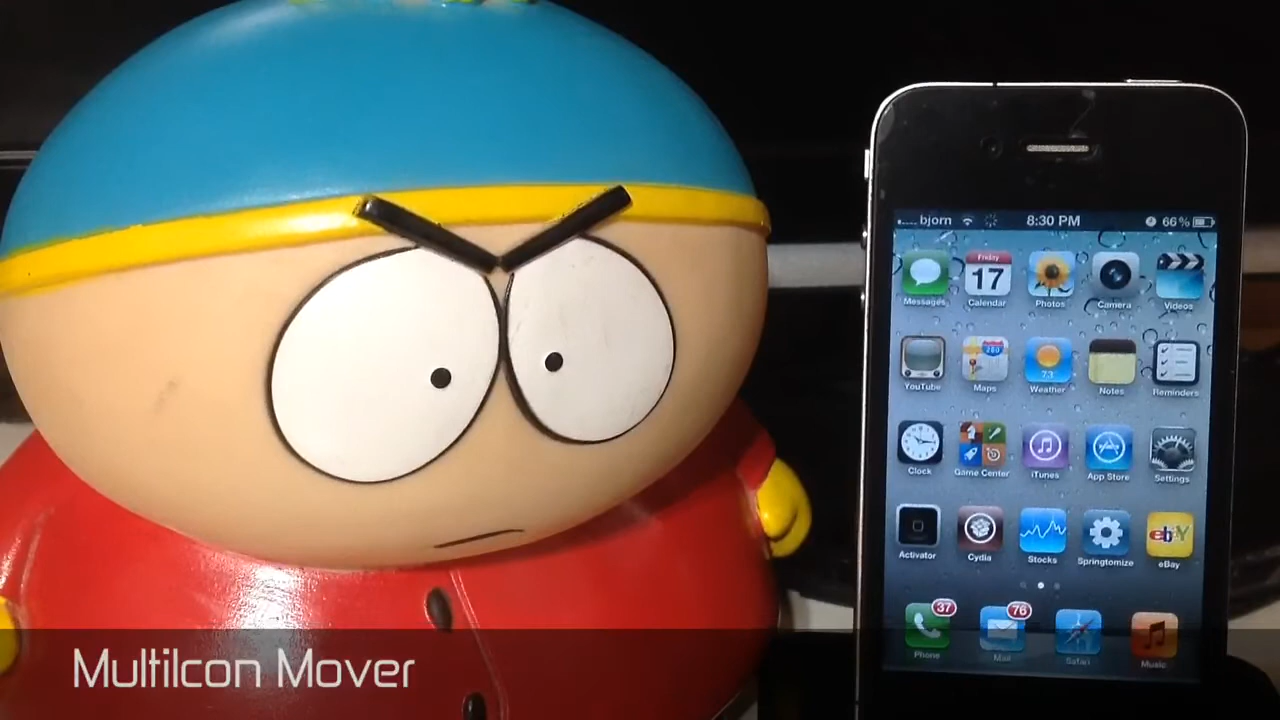 bjorn 8:30 PM 66%
Friday
17
Messages Calendar Photos Camera Videos
280
73
YouTube Maps Weather Notes Reminders
Clock Game Center iTunes App Store Settings
ebY
Activator Cydia Stocks Springtomize eBay
37 76
Phone Mail Safari Music
MultiIcon Mover